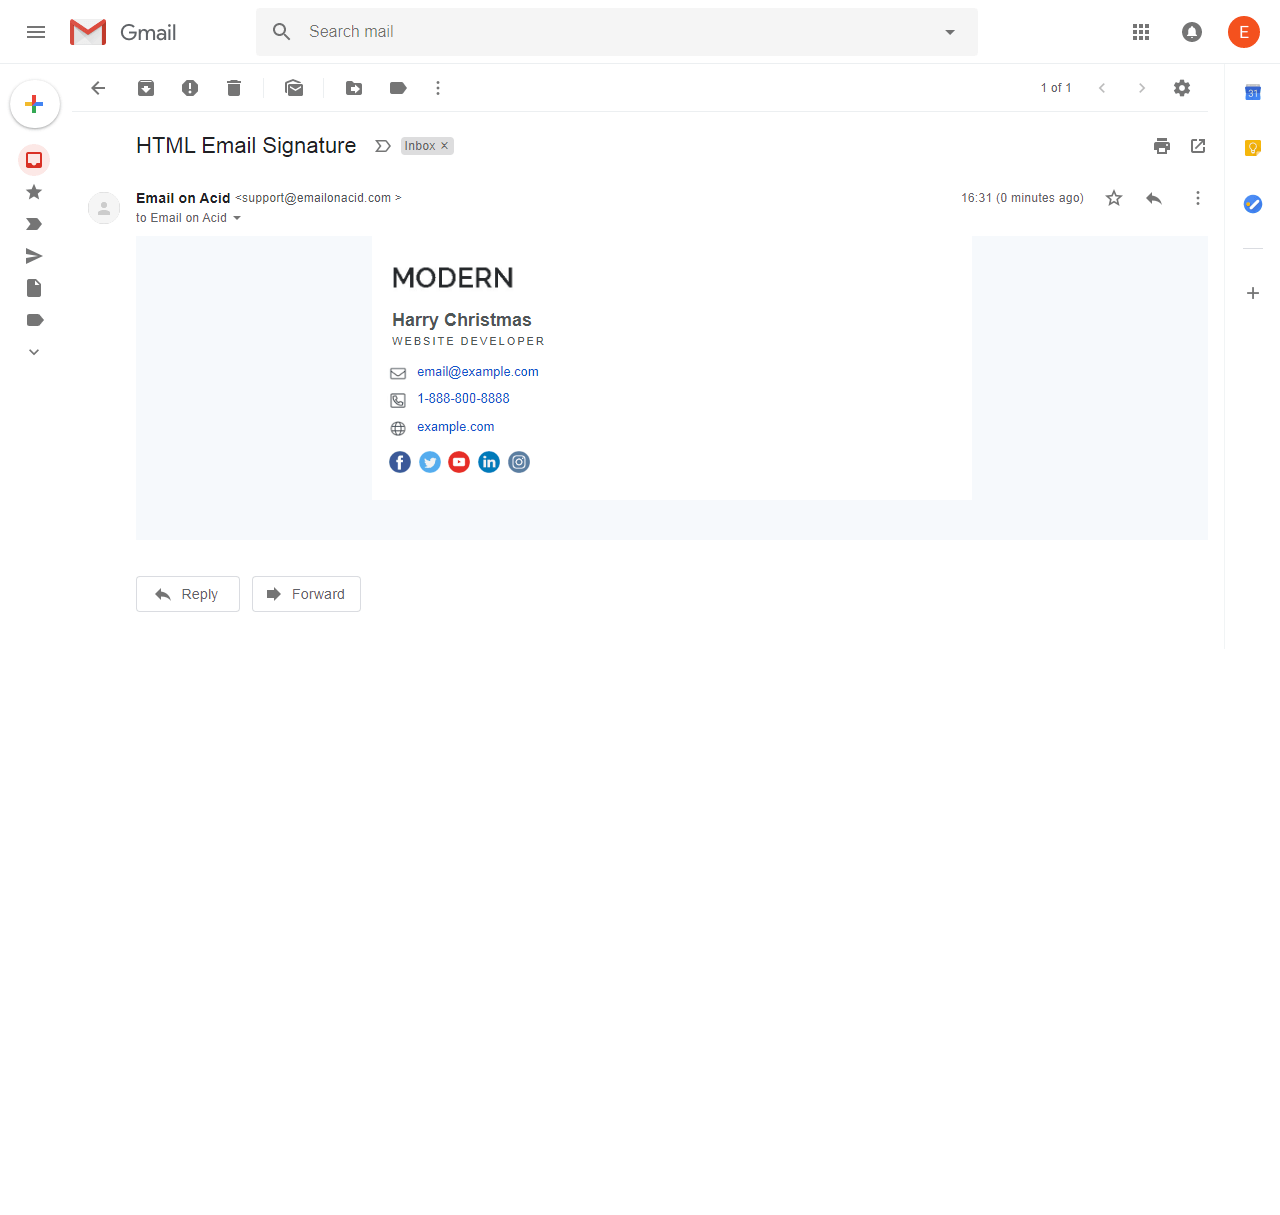 Gmail
Search mail
E
1 of 1
31
HTML Email Signature
Inbox ×
Email on Acid <support@emailonacid.com >
16:31 (0 minutes ago)
to Email on Acid
MODERN
Harry Christmas
WEBSITE DEVELOPER
email@example.com
1-888-800-8888
example.com
f
in
Reply
Forward